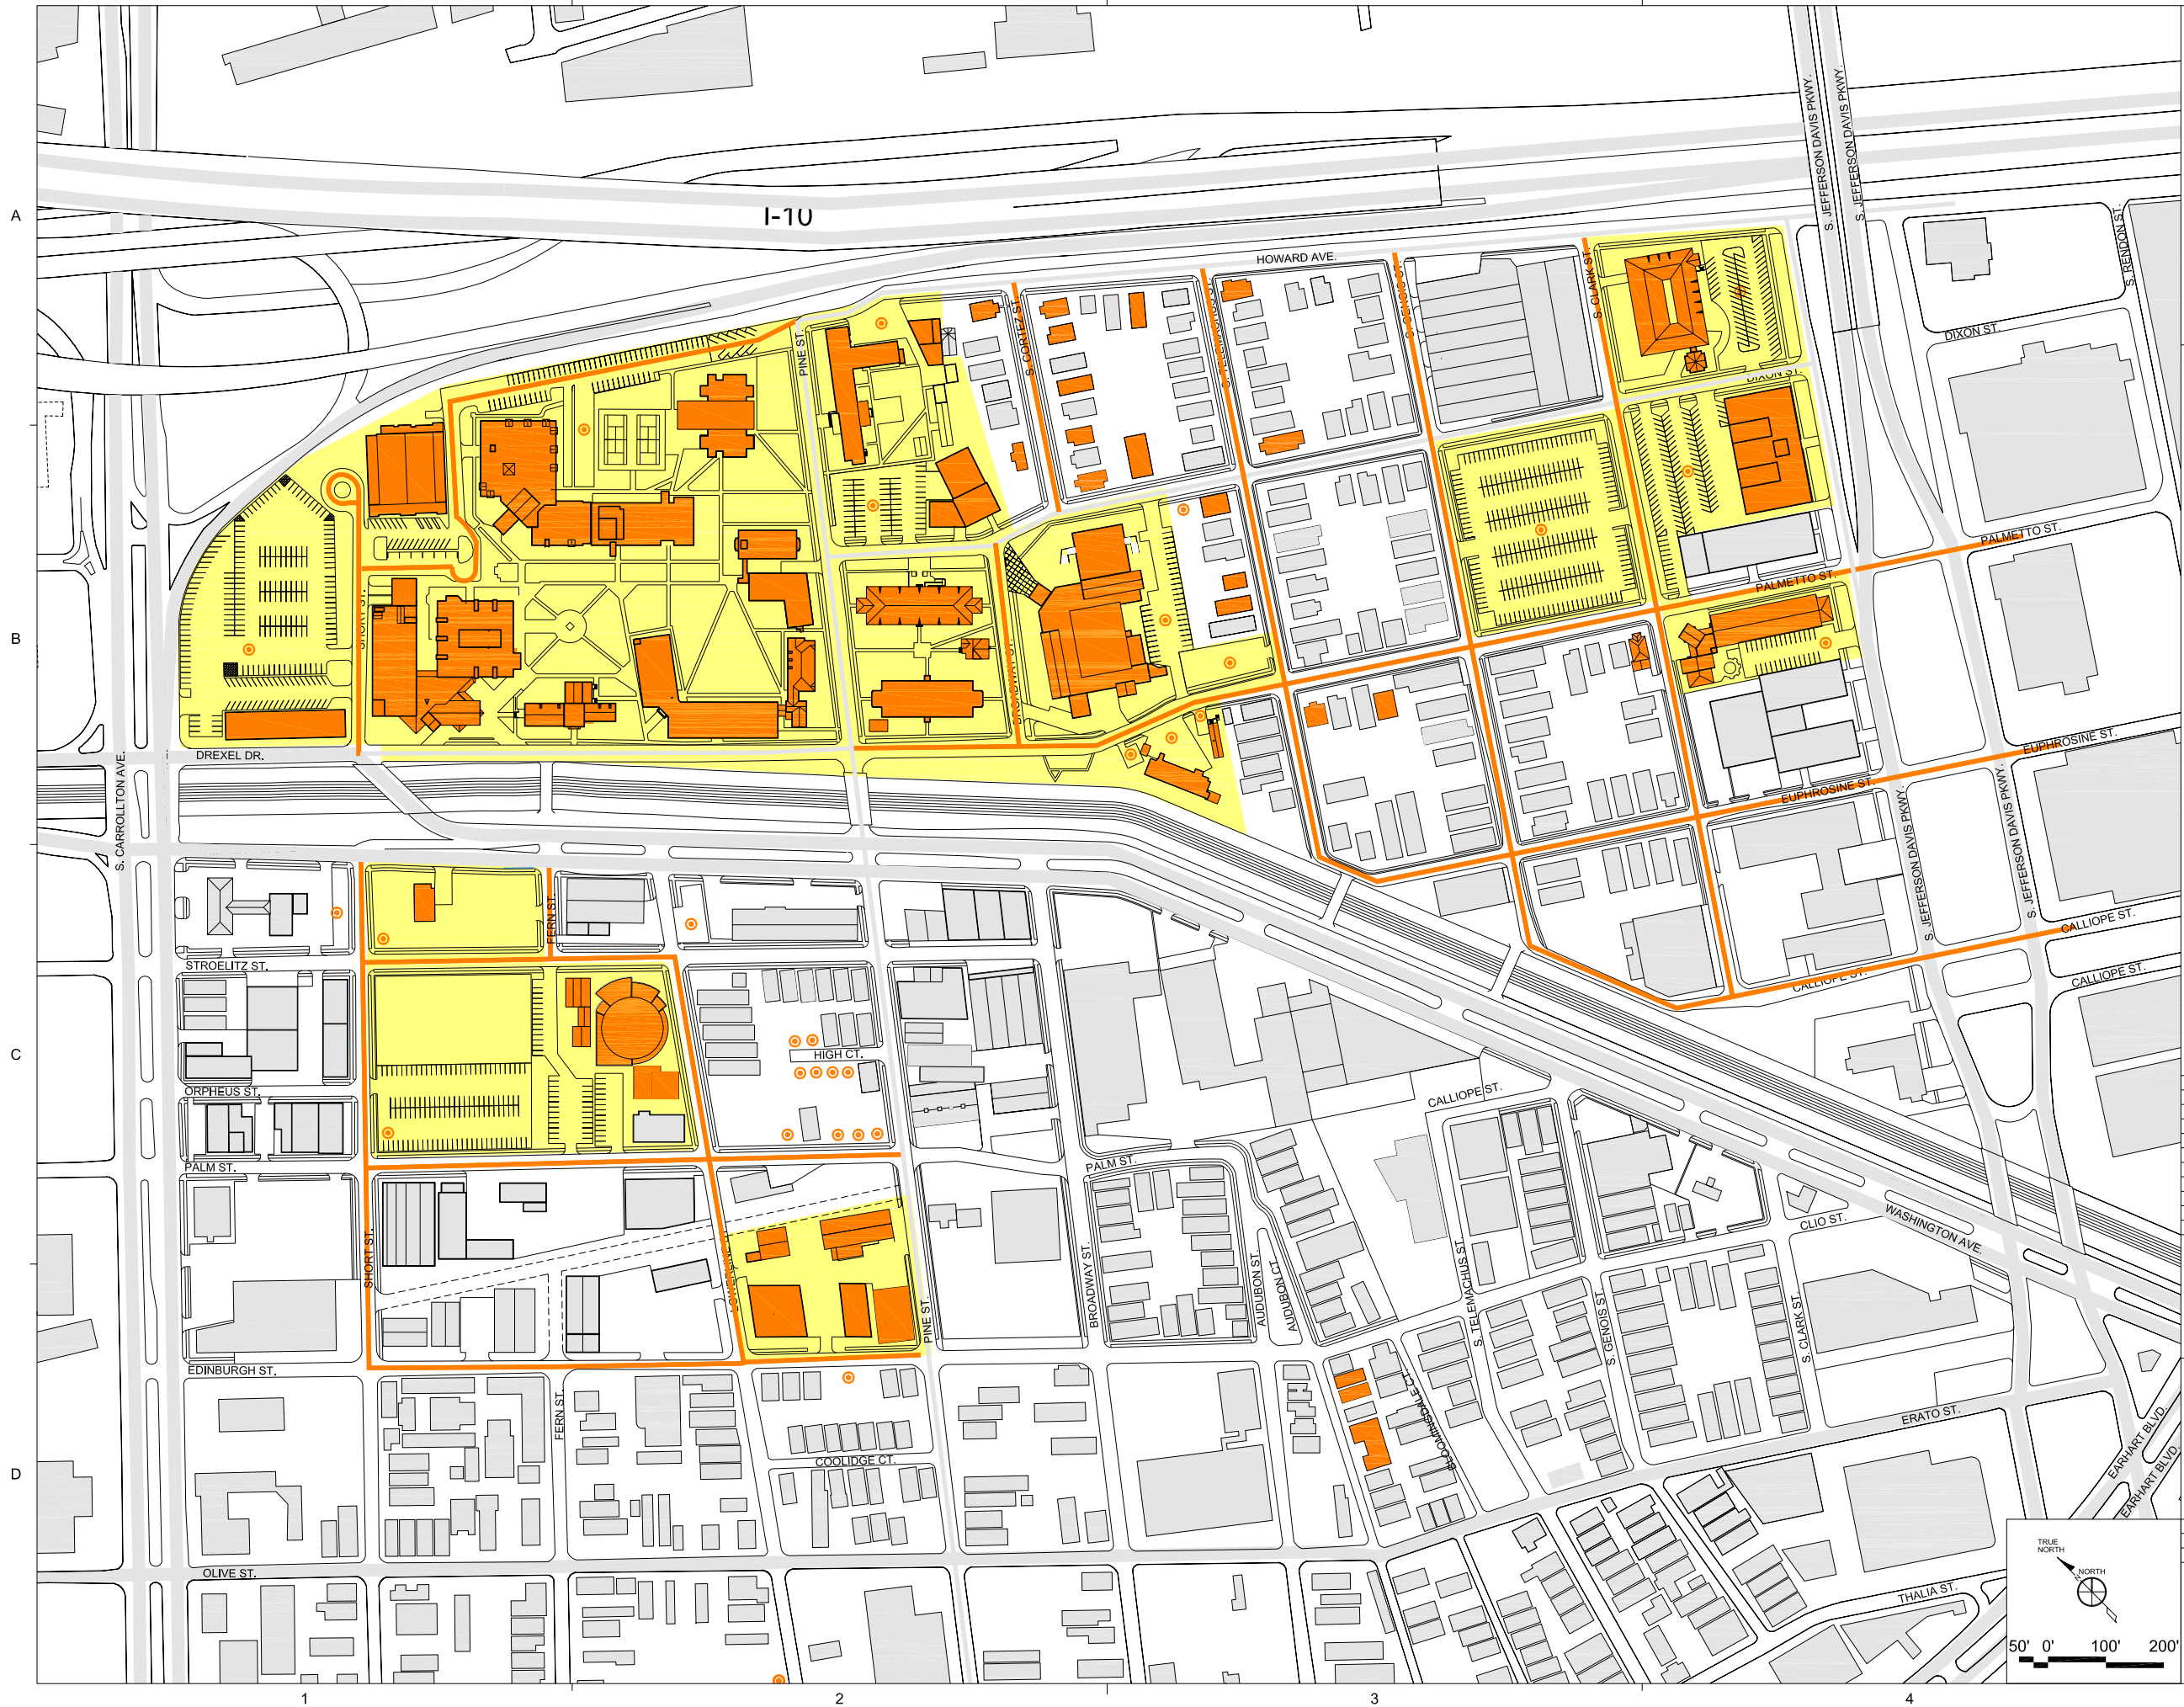 S. JEFFERSON DAVIS PKWY.
S. JEFFERSON DAVIS PKWY.
A
I-10
HOWARD AVE.
S. RENDON ST.
S. CLARK ST.
S. CORTEZ ST.
PINE ST.
DIXON ST.
DIXON ST.
PALMETTO ST.
PALMETTO ST.
B
SHORT ST.
BROADWAY ST.
DREXEL DR.
EUPHROSINE ST.
EUPHROSINE ST.
S. CARROLLTON AVE.
S. JEFFERSON DAVIS PKWY.
S. JEFFERSON DAVIS PKWY.
FERN ST.
CALLIOPE ST.
STROELITZ ST.
CALLIOPE ST.
CALLIOPE ST.
C
HIGH CT.
ORPHEUS ST.
CALLIOPE ST.
PALM ST.
PALM ST.
CLIO ST.
WASHINGTON AVE.
SHORT ST.
BROADWAY ST.
AUDUBON ST.
AUDUBON CT.
S. TELEMACHUS ST.
S. GENOIS ST.
S. CLARK ST.
PINE ST.
EDINBURGH ST.
FERN ST.
BLOOMINGSDALE CT.
ERATO ST.
COOLIDGE CT.
D
EARHART BLVD.
EARHART BLVD.
OLIVE ST.
THALIA ST.
TRUE
NORTH
NORTH
50' 0' 100' 200'
1 2 3 4